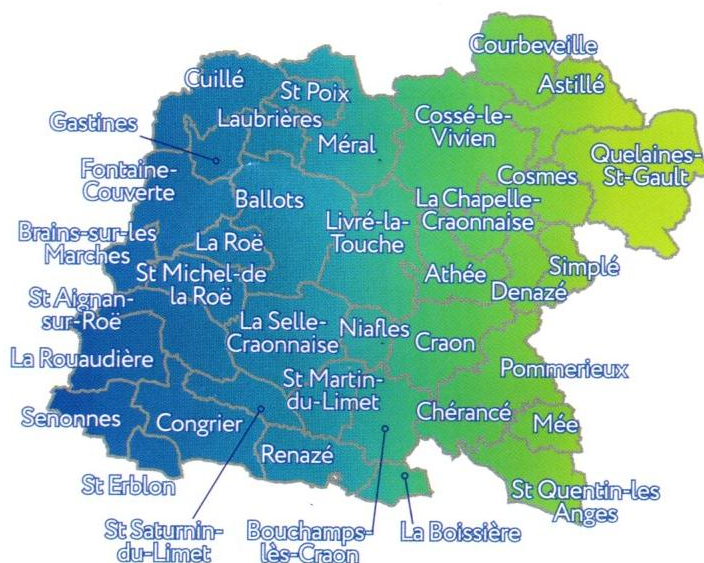 Courbeveille
Cuillé
Astillé
St Poix
Gastines
Laubrières
Cossé-le-
Vivien
Méral
Quelaines-
St-Gault
Fontaine-
Couverte
Cosmes
Ballots
La Chapelle-
Craonnaise
Livré-la-
Touche
Brains-sur-les
Marches
La Roë
St Michel-de
la Roë
Athée
Simplé
Denazé
St Aignan-
sur-Roë
La Selle-
Craonnaise
Niafles
Craon
La Rouaudière
Pommerieux
St Martin-
du-Limet
Senonnes
Congrier
Chérancé
Mée
Renazé
St Erblon
St Quentin-les
Anges
St Saturnin-
du-Limet
Bouchamps-
lès-Craon
La Boissière